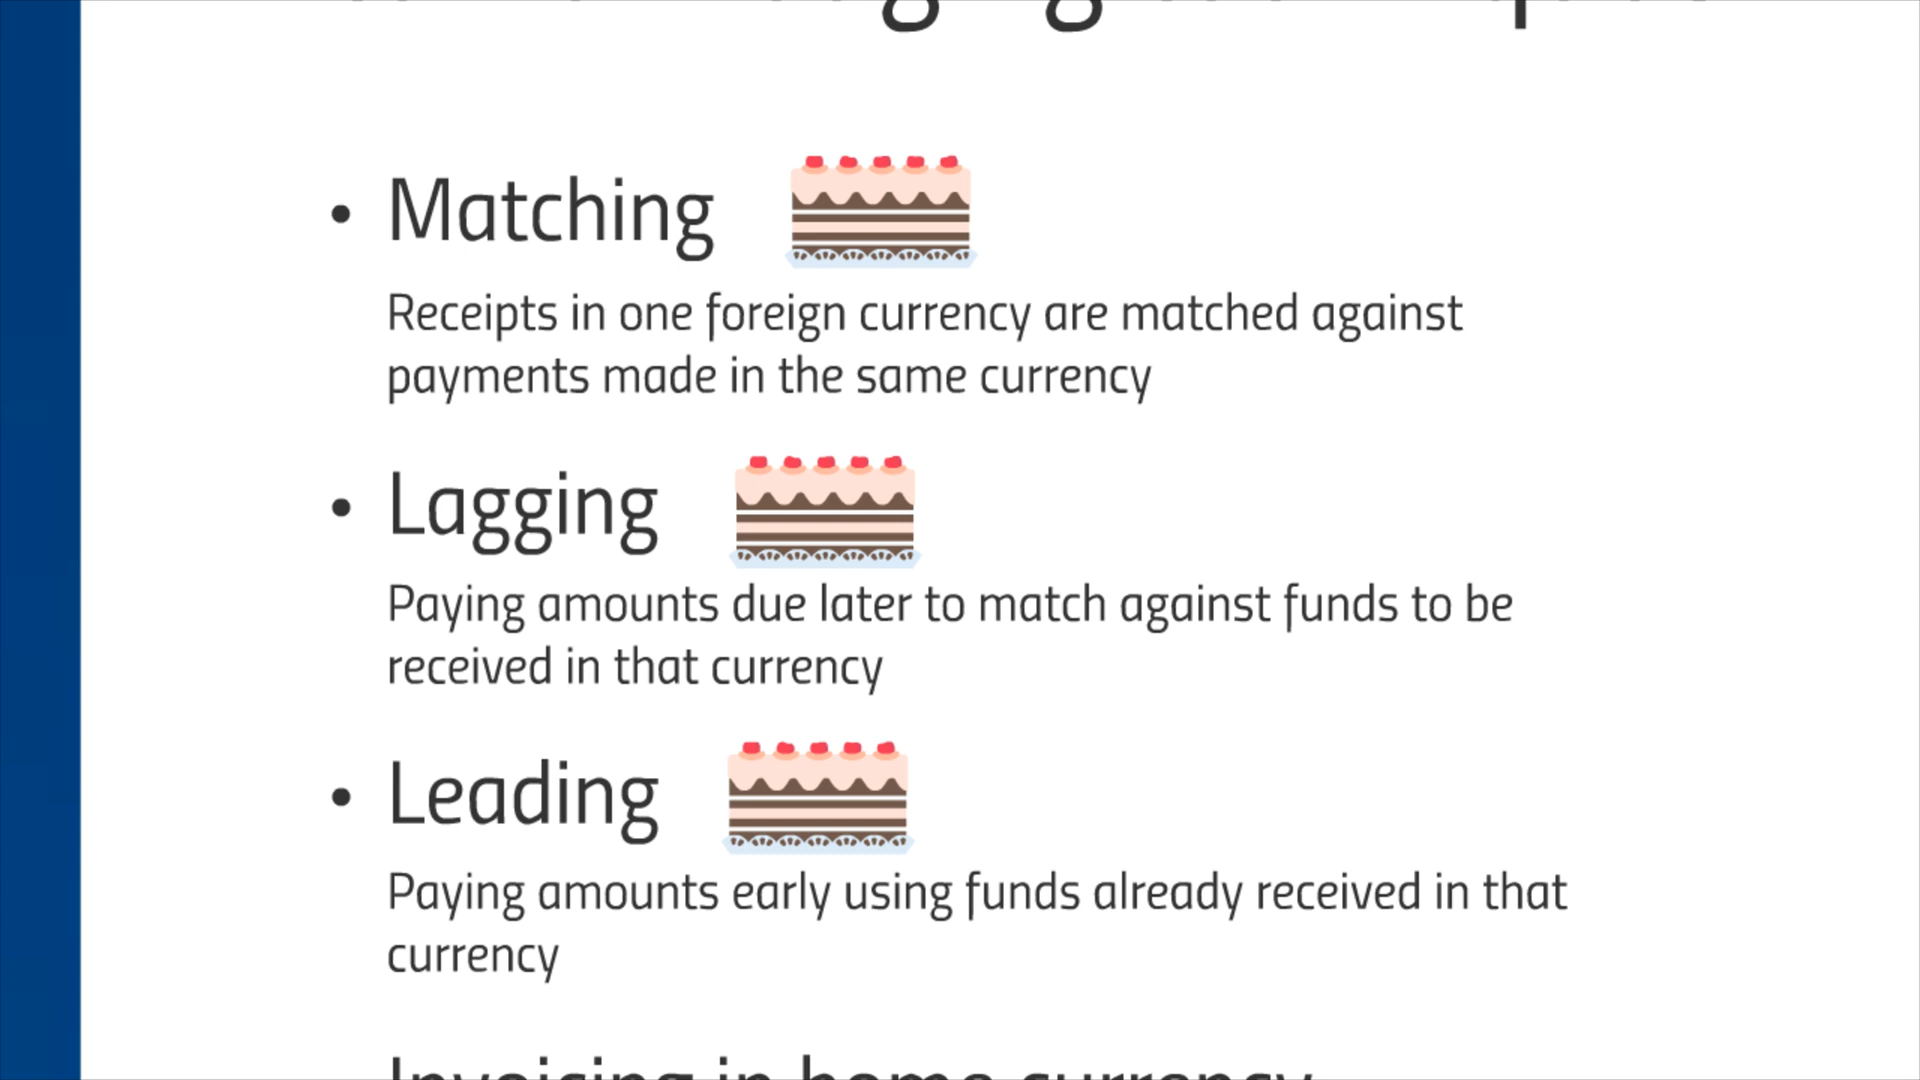 • Matching
Receipts in one foreign currency are matched against
payments made in the same currency
• Lagging
Paying amounts due later to match against funds to be
received in that currency
• Leading
Paying amounts early using funds already received in that
currency
Invoicing in home currency